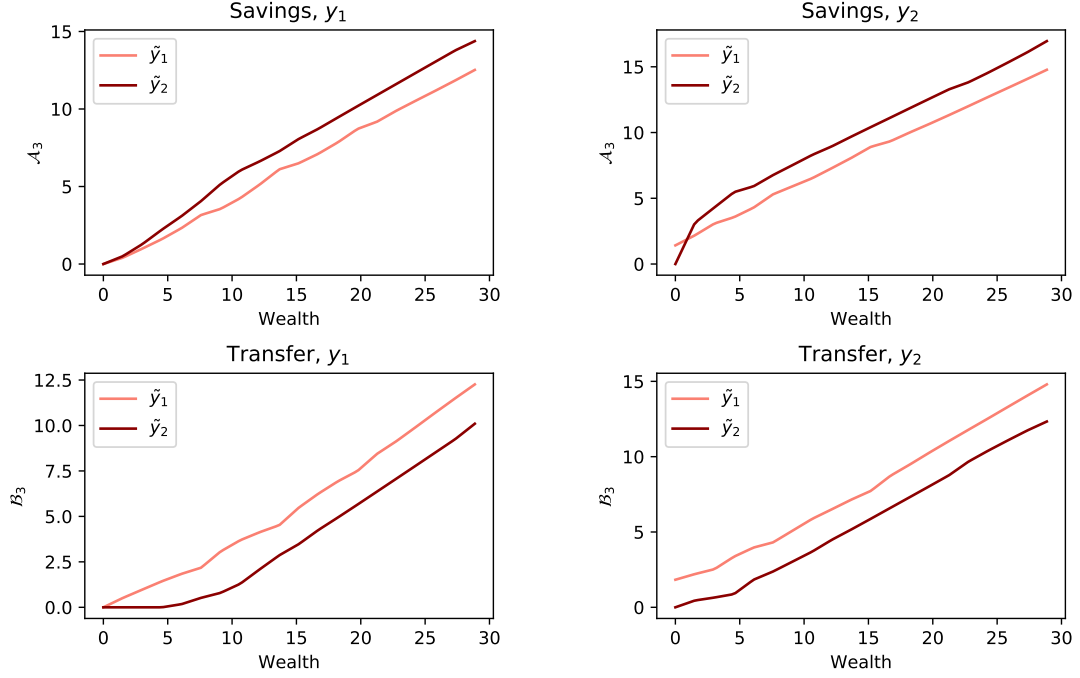 Savings, y₁
15
10
5
0
𝒜₃
ỹ₁
ỹ₂
0 5 10 15 20 25 30
Wealth
Savings, y₂
15
10
5
0
𝒜₃
ỹ₁
ỹ₂
0 5 10 15 20 25 30
Wealth
Transfer, y₁
12.5
10.0
7.5
5.0
2.5
0.0
ℬ₃
ỹ₁
ỹ₂
0 5 10 15 20 25 30
Wealth
Transfer, y₂
15
10
5
0
ℬ₃
ỹ₁
ỹ₂
0 5 10 15 20 25 30
Wealth